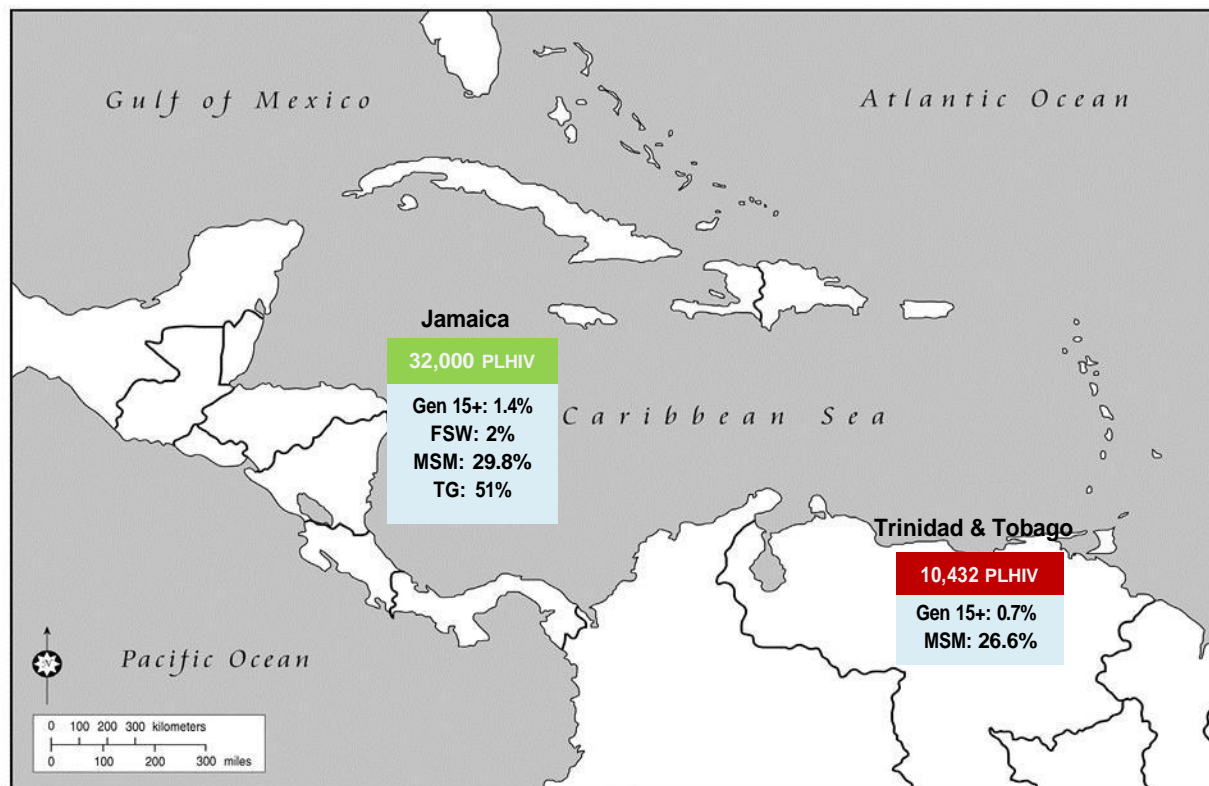 Gulf of Mexico
Atlantic Ocean
Jamaica
32,000 PLHIV
Gen 15+: 1.4%
FSW: 2%
MSM: 29.8%
TG: 51%
Caribbean Sea
Trinidad & Tobago
10,432 PLHIV
Gen 15+: 0.7%
MSM: 26.6%
Pacific Ocean
N
0 100 200 300 kilometers
0 100 200 300 miles